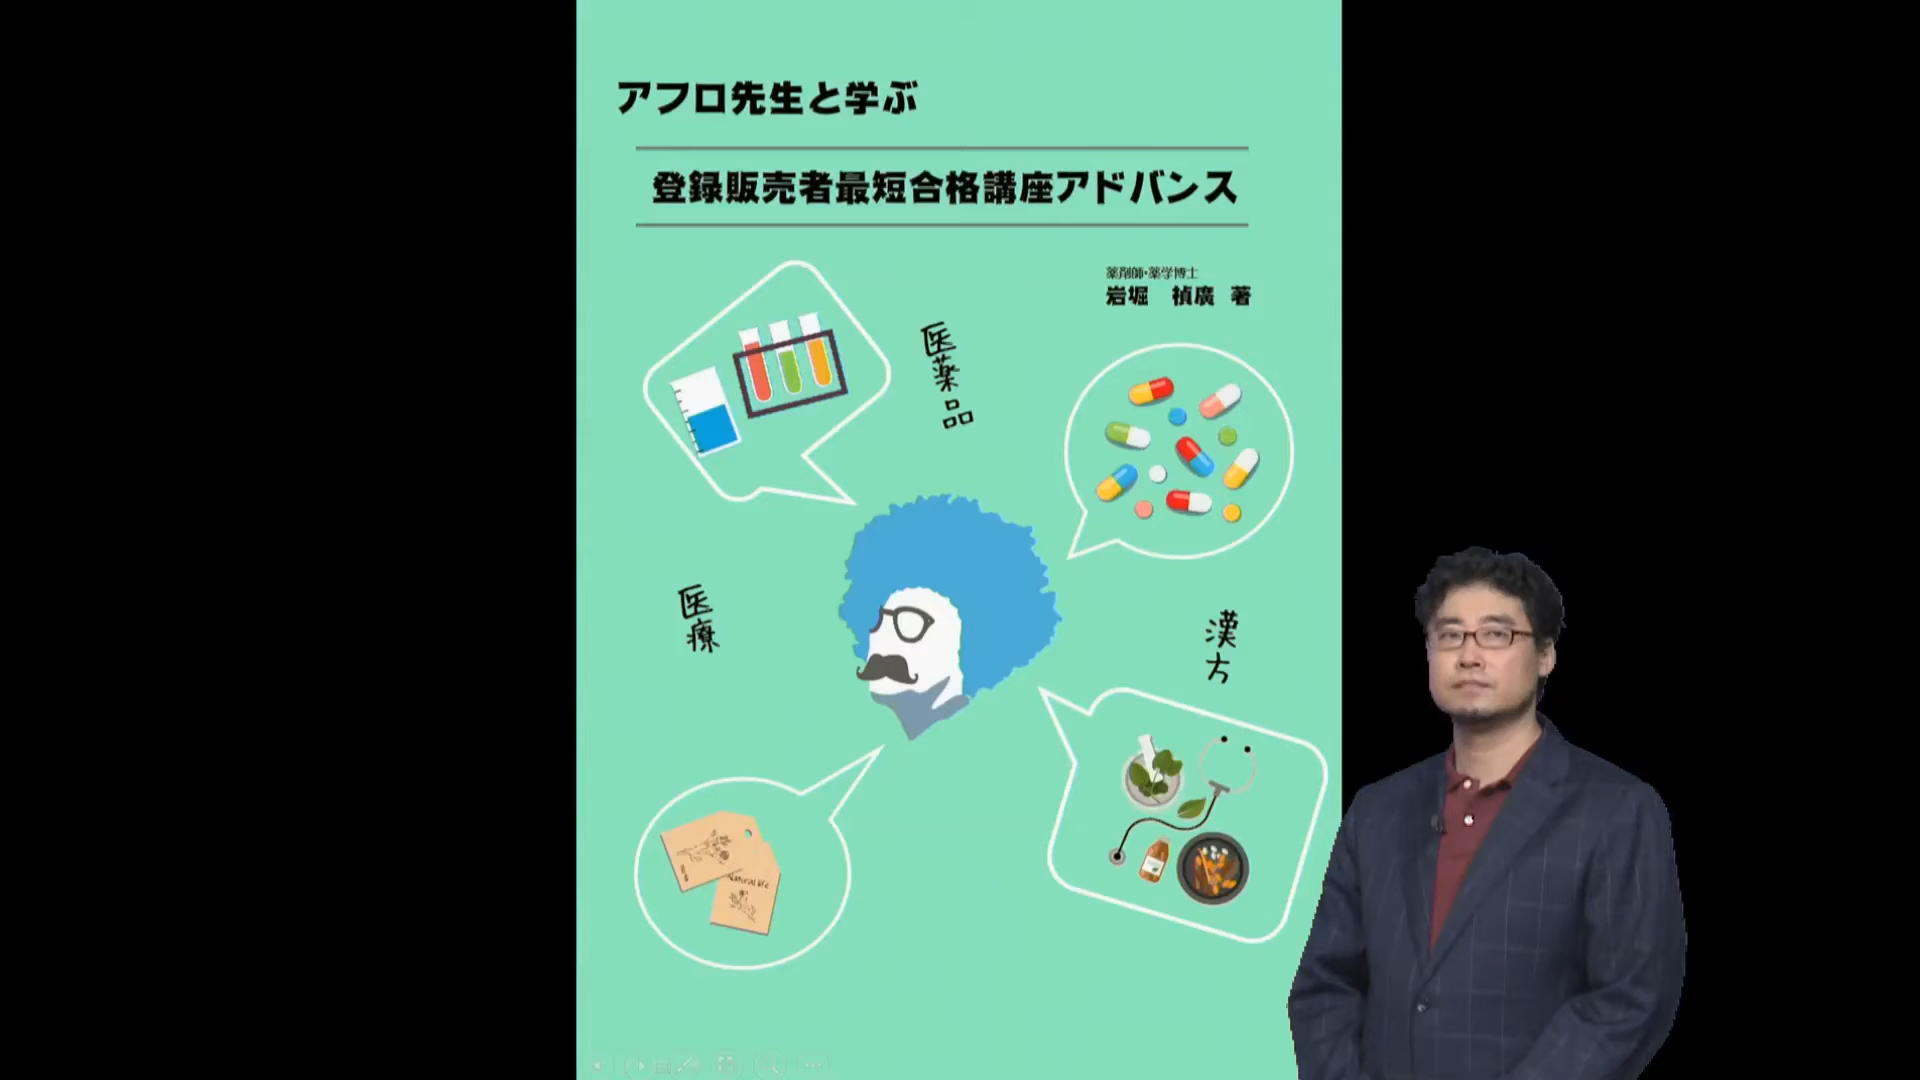 アフロ先生と学ぶ
登録販売者最短合格講座アドバンス
薬剤師・薬学博士
岩堀 禎廣 著
医薬品
医療
漢方
Natural life